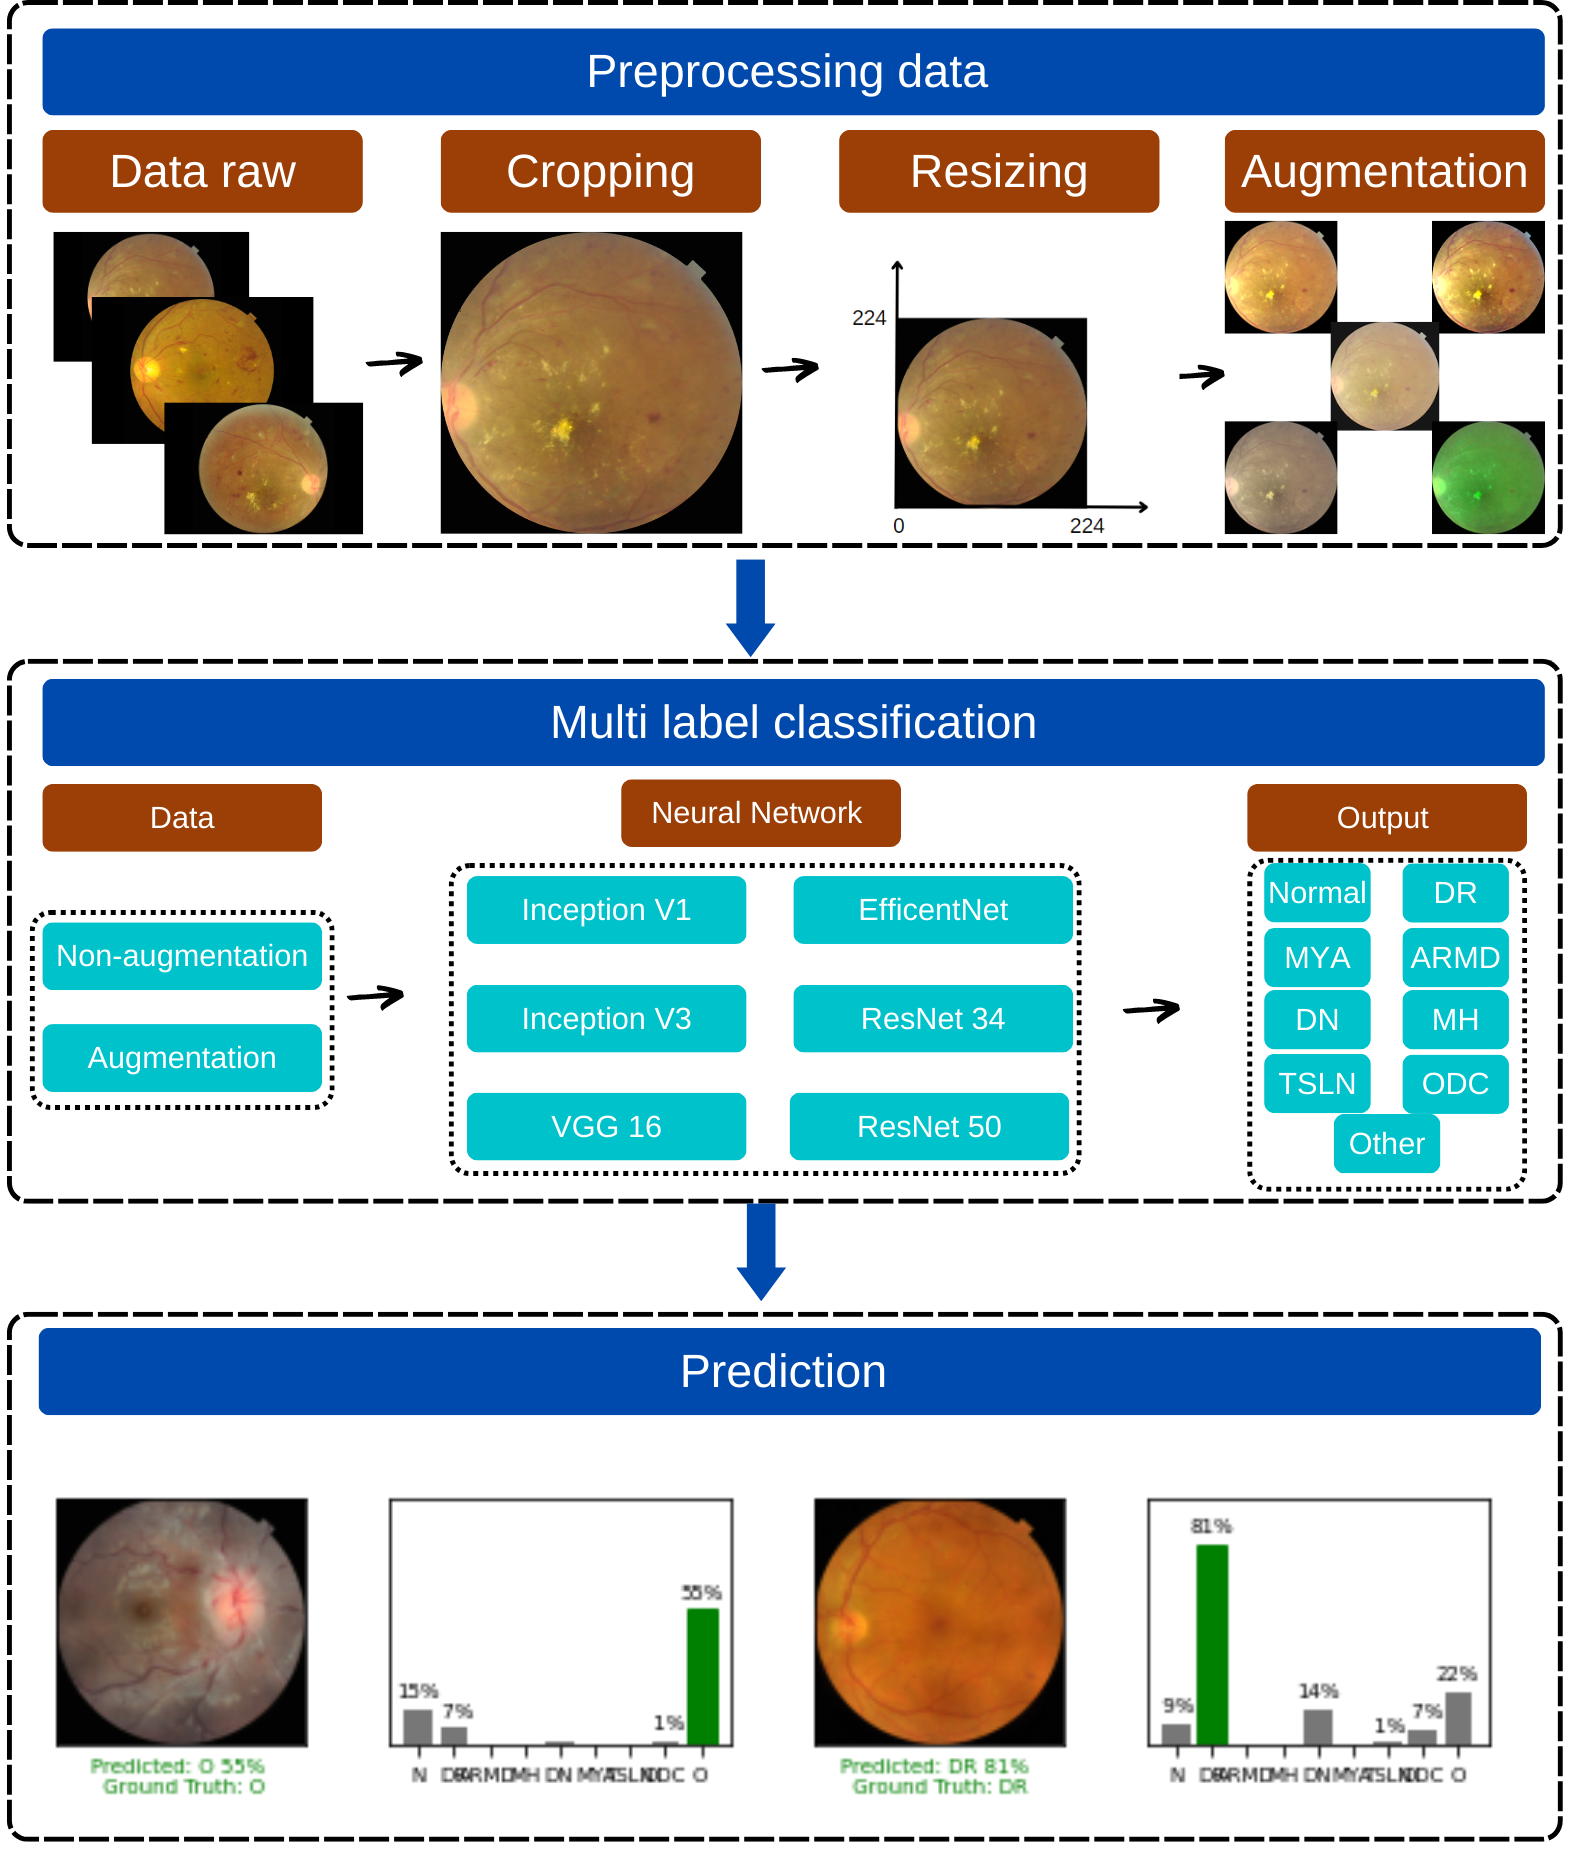 Preprocessing data
Data raw
Cropping
Resizing
Augmentation
224
0
224
Multi label classification
Data
Neural Network
Output
Non-augmentation
Augmentation
Inception V1
EfficentNet
Inception V3
ResNet 34
VGG 16
ResNet 50
Normal
DR
MYA
ARMD
DN
MH
TSLN
ODC
Other
Prediction
15%
7%
1%
55%
N DR ARMD MH DN MYA TSLN ODC O
Predicted: O 55%
Ground Truth: O
9%
81%
14%
1%
7%
22%
N DR ARMD MH DN MYA TSLN ODC O
Predicted: DR 81%
Ground Truth: DR